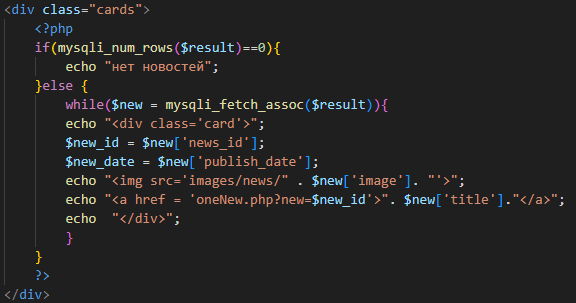 <div class="cards">
<?php
if(mysqli_num_rows($result)==0){
echo "нет новостей";
}else {
while($new = mysqli_fetch_assoc($result)){
echo "<div class='card'>";
$new_id = $new['news_id'];
$new_date = $new['publish_date'];
echo "<img src='images/news/" . $new['image']. "'>";
echo "<a href = 'oneNew.php?new=$new_id'>". $new['title']."</a>";
echo  "</div>";
}
}
?>
</div>